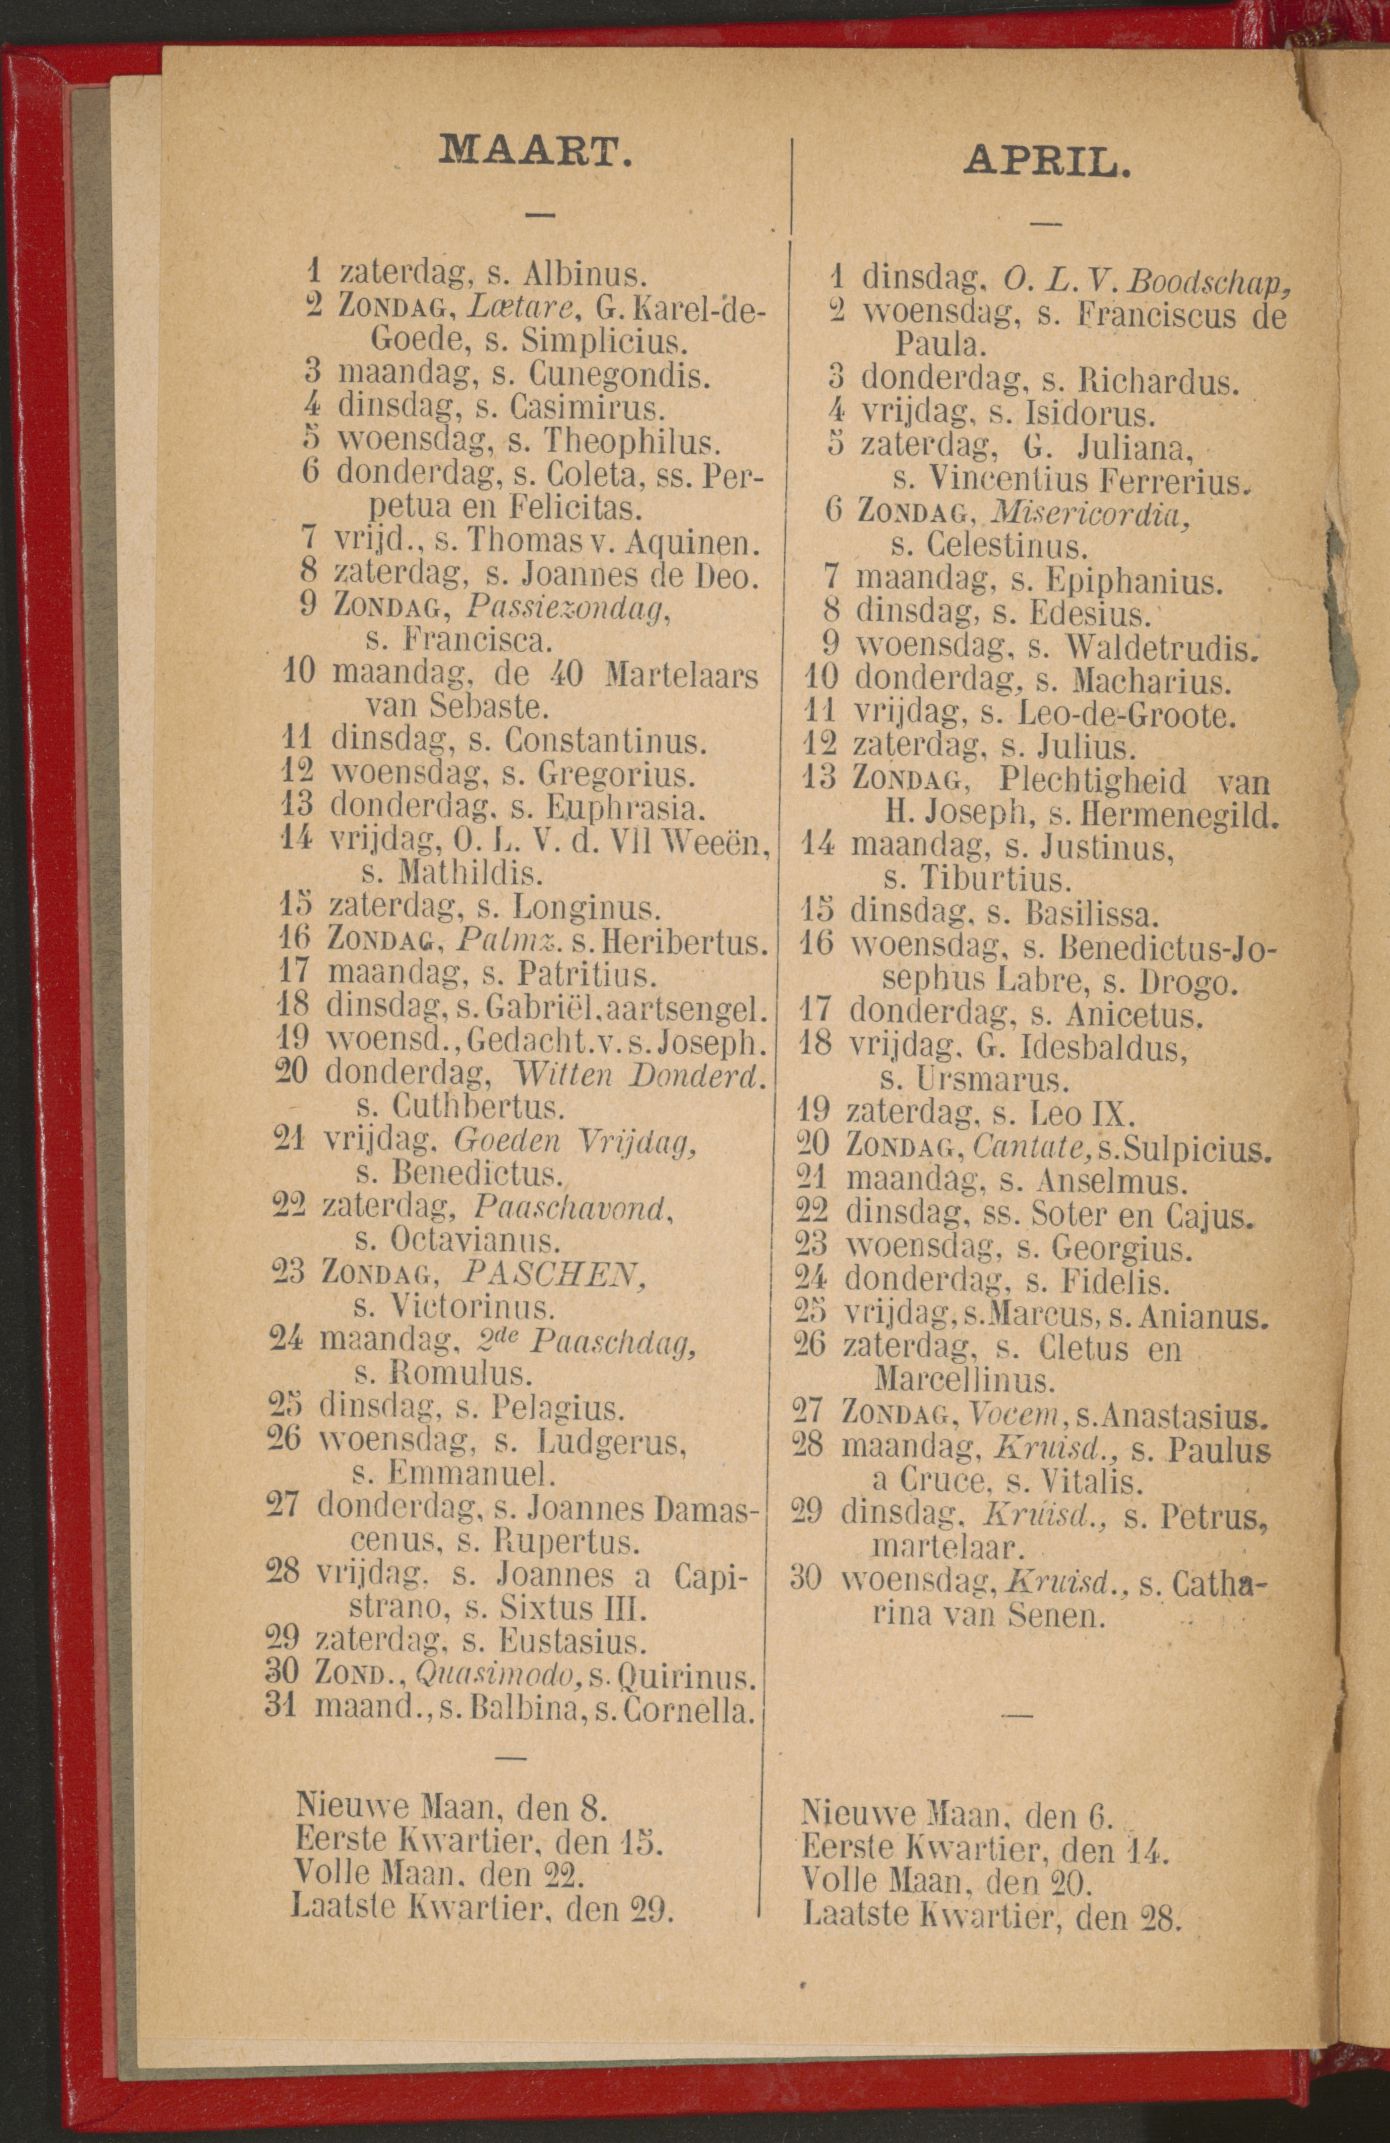 MAART.
1 zaterdag, s. Albinus.
2 ZONDAG, Lætare, G. Karel-de-
Goede, s. Simplicius.
3 maandag, s. Cunegondis.
4 dinsdag, s. Casimirus.
5 woensdag, s. Theophilus.
6 donderdag, s. Coleta, ss. Per-
petua en Felicitas.
7 vrijd., s. Thomas v. Aquinen.
8 zaterdag, s. Joannes de Deo.
9 ZONDAG, Passiezondag,
s. Francisca.
10 maandag, de 40 Martelaars
van Sebaste.
11 dinsdag, s. Constantinus.
12 woensdag, s. Gregorius.
13 donderdag, s. Euphrasia.
14 vrijdag, O. L. V. d. VII Weeën,
s. Mathildis.
15 zaterdag, s. Longinus.
16 ZONDAG, Palmz. s. Heribertus.
17 maandag, s. Patritius.
18 dinsdag, s. Gabriël, aartsengel.
19 woensd., Gedacht. v. s. Joseph.
20 donderdag, Witten Donderd.
s. Cuthbertus.
21 vrijdag, Goeden Vrijdag,
s. Benedictus.
22 zaterdag, Paaschavond,
s. Octavianus.
23 ZONDAG, PASCHEN,
s. Victorinus.
24 maandag, 2de Paaschdag,
s. Romulus.
25 dinsdag, s. Pelagius.
26 woensdag, s. Ludgerus,
s. Emmanuel.
27 donderdag, s. Joannes Damas-
cenus, s. Rupertus.
28 vrijdag, s. Joannes a Capi-
strano, s. Sixtus III.
29 zaterdag, s. Eustasius.
30 ZOND., Quasimodo, s. Quirinus.
31 maand., s. Balbina, s. Cornella.
Nieuwe Maan, den 8.
Eerste Kwartier, den 15.
Volle Maan, den 22.
Laatste Kwartier, den 29.
APRIL.
1 dinsdag, O. L. V. Boodschap,
2 woensdag, s. Franciscus de
Paula.
3 donderdag, s. Richardus.
4 vrijdag, s. Isidorus.
5 zaterdag, G. Juliana,
s. Vincentius Ferrerius.
6 ZONDAG, Misericordia,
s. Celestinus.
7 maandag, s. Epiphanius.
8 dinsdag, s. Edesius.
9 woensdag, s. Waldetrudis.
10 donderdag, s. Macharius.
11 vrijdag, s. Leo-de-Groote.
12 zaterdag, s. Julius.
13 ZONDAG, Plechtigheid van
H. Joseph, s. Hermenegild.
14 maandag, s. Justinus,
s. Tiburtius.
15 dinsdag, s. Basilissa.
16 woensdag, s. Benedictus-Jo-
sephus Labre, s. Drogo.
17 donderdag, s. Anicetus.
18 vrijdag, G. Idesbaldus,
s. Ursmarus.
19 zaterdag, s. Leo IX.
20 ZONDAG, Cantate, s. Sulpicius.
21 maandag, s. Anselmus.
22 dinsdag, ss. Soter en Cajus.
23 woensdag, s. Georgius.
24 donderdag, s. Fidelis.
25 vrijdag, s. Marcus, s. Anianus.
26 zaterdag, s. Cletus en
Marcellinus.
27 ZONDAG, Vocem, s. Anastasius.
28 maandag, Kruisd., s. Paulus
a Cruce, s. Vitalis.
29 dinsdag, Kruisd., s. Petrus,
martelaar.
30 woensdag, Kruisd., s. Catha-
rina van Senen.
Nieuwe Maan, den 6.
Eerste Kwartier, den 14.
Volle Maan, den 20.
Laatste Kwartier, den 28.